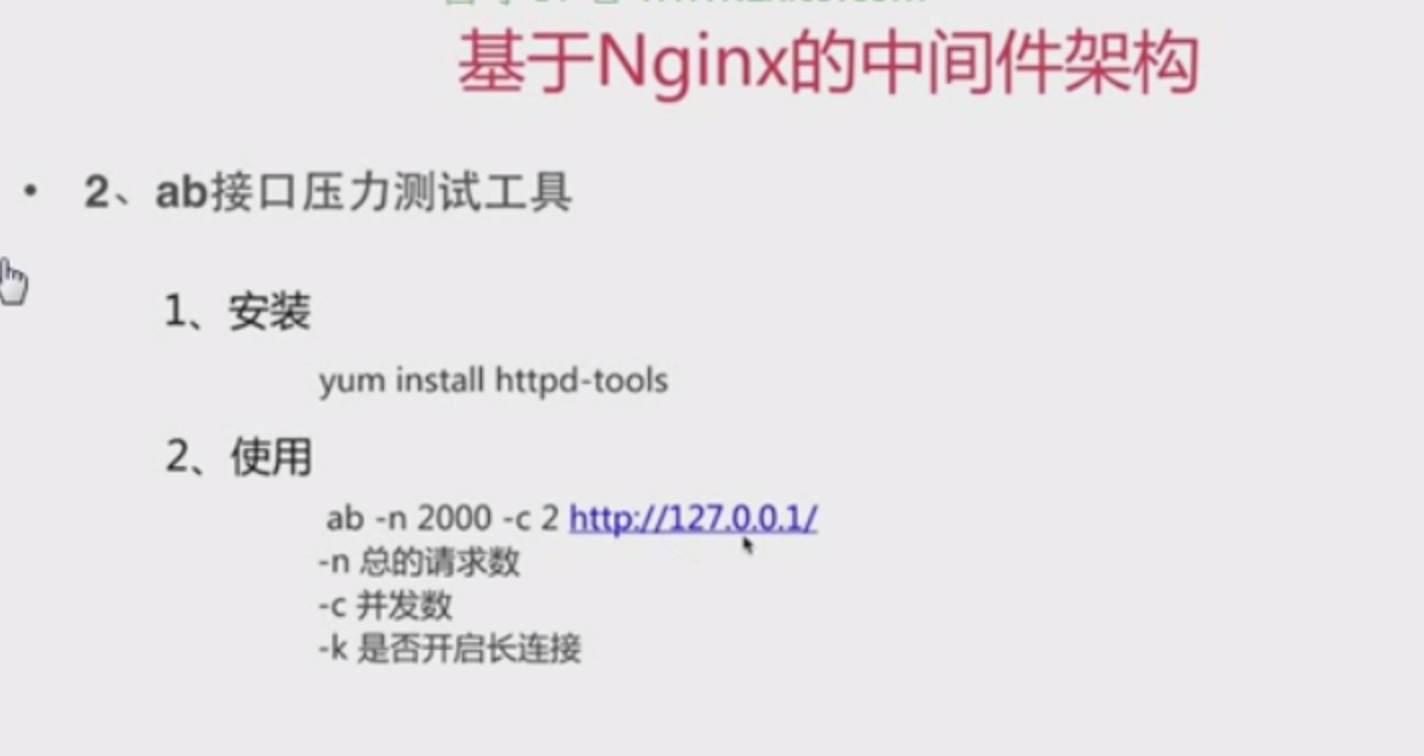 基于Nginx的中间件架构
• 2、ab接口压力测试工具
1、安装
yum install httpd-tools
2、使用
ab -n 2000 -c 2 http://127.0.0.1/
-n 总的请求数
-c 并发数
-k 是否开启长连接